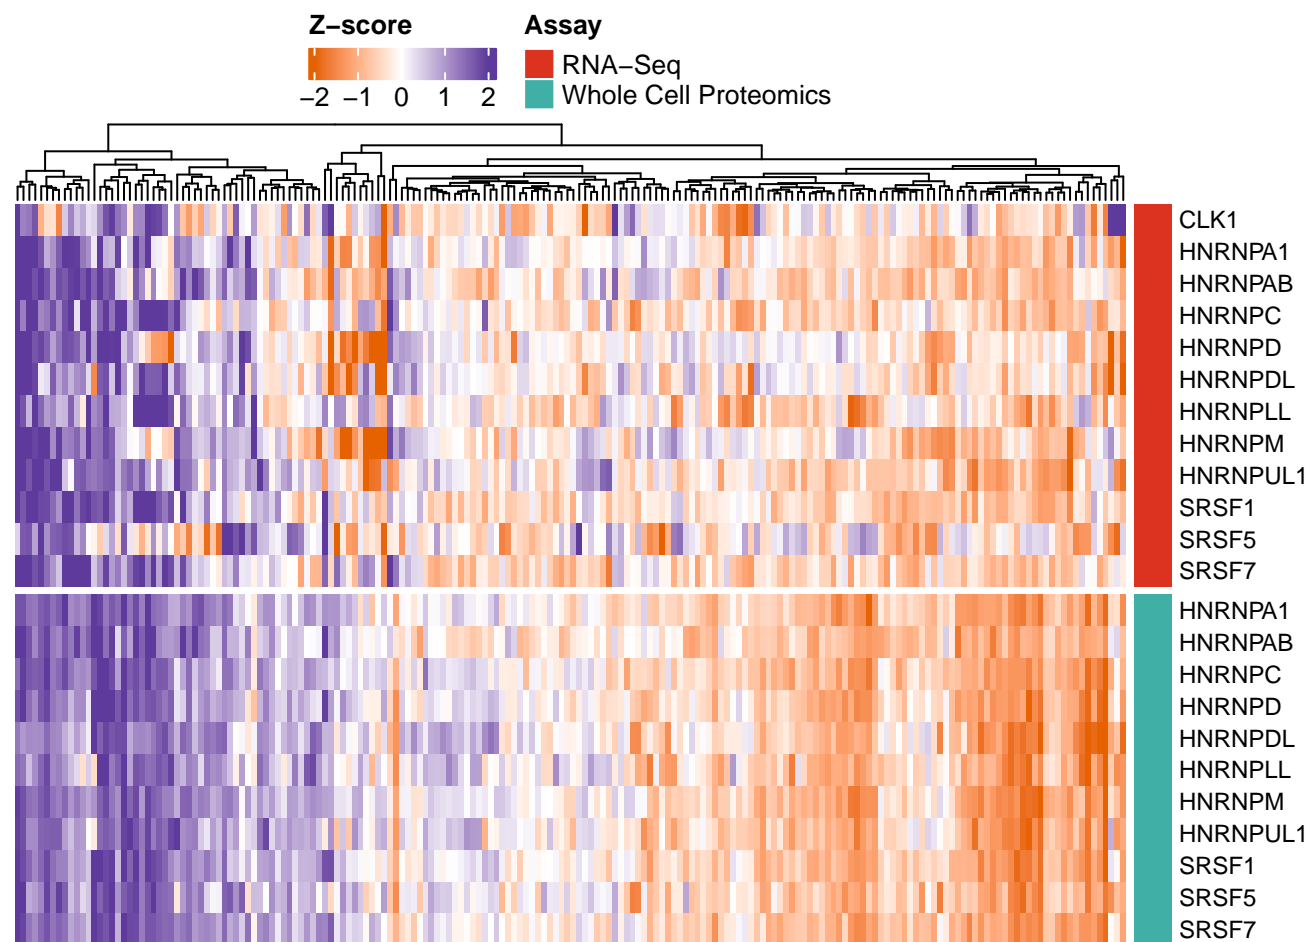 Z−score
Assay
−2 −1 0 1 2
RNA−Seq
Whole Cell Proteomics
CLK1
HNRNPA1
HNRNPAB
HNRNPC
HNRNPD
HNRNPDL
HNRNPLL
HNRNPM
HNRNPUL1
SRSF1
SRSF5
SRSF7
HNRNPA1
HNRNPAB
HNRNPC
HNRNPD
HNRNPDL
HNRNPLL
HNRNPM
HNRNPUL1
SRSF1
SRSF5
SRSF7